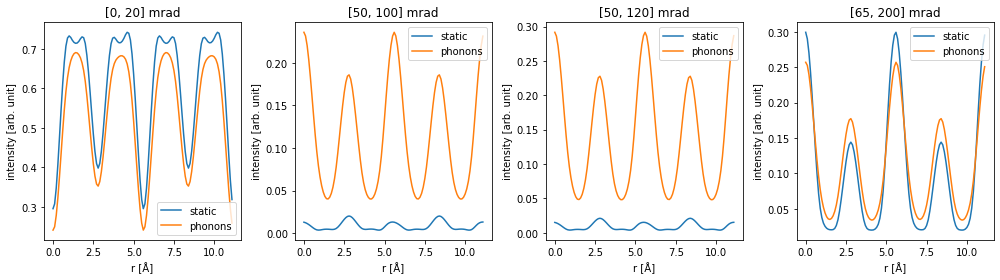 [0, 20] mrad
intensity [arb. unit]
0.7
0.6
0.5
0.4
0.3
static
phonons
0.0
2.5
5.0
7.5
10.0
r [Å]
[50, 100] mrad
intensity [arb. unit]
0.20
0.15
0.10
0.05
0.00
static
phonons
0.0
2.5
5.0
7.5
10.0
r [Å]
[50, 120] mrad
intensity [arb. unit]
0.30
0.25
0.20
0.15
0.10
0.05
0.00
static
phonons
0.0
2.5
5.0
7.5
10.0
r [Å]
[65, 200] mrad
intensity [arb. unit]
0.30
0.25
0.20
0.15
0.10
0.05
static
phonons
0.0
2.5
5.0
7.5
10.0
r [Å]